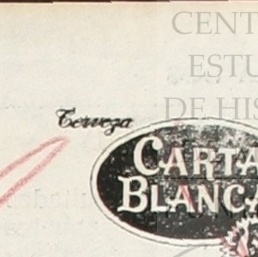 CENT
ESTU
DE HIS
Cerveza
CARTA
BLANCA